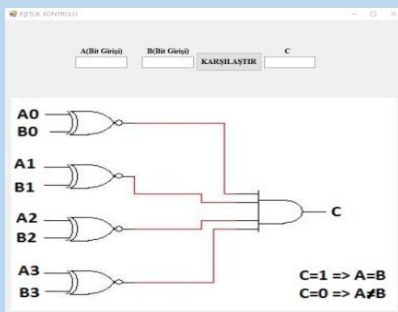 EŞİTLİK KONTROLÜ
A(Bit Girişi) B(Bit Girişi) C
KARŞILAŞTIR
A0
B0
A1
B1
A2
B2
A3
B3
C
C=1 => A=B
C=0 => A≠B